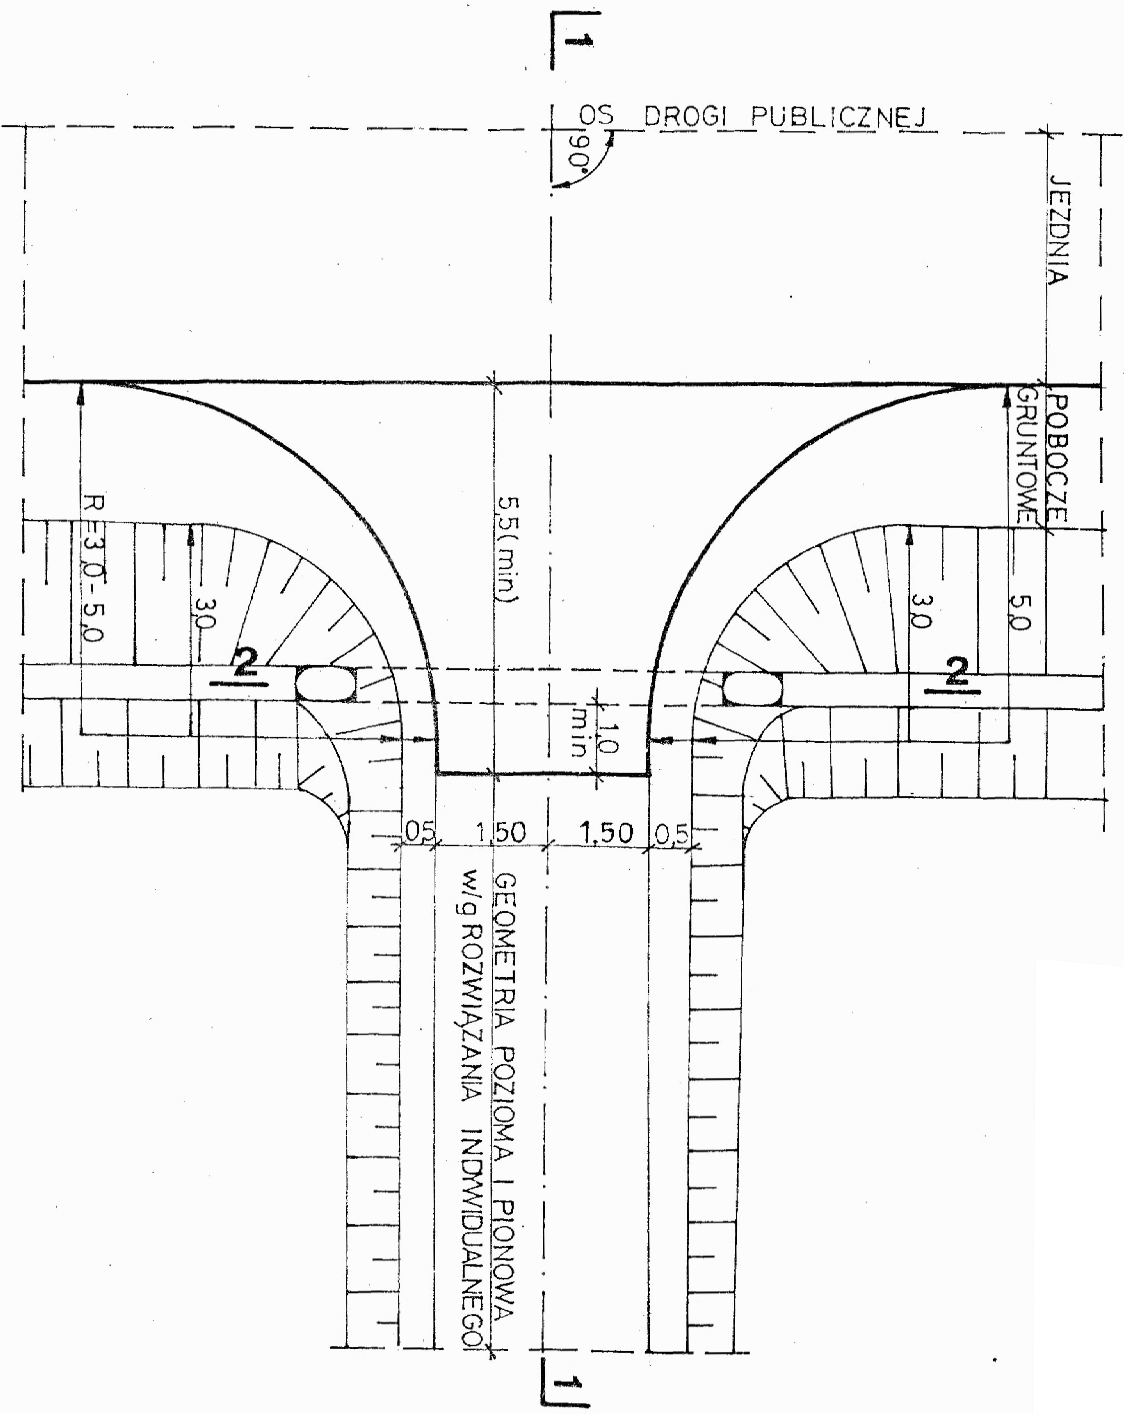 1
OS DROGI PUBLICZNEJ
90°
JEZDNIA
POBOCZE
GRUNTOWE
R=3,0-5,0
3,0
5,5(min)
3,0
5,0
2
2
1,0
min
0,5
1,50
1,50
0,5
GEOMETRIA POZIOMA I PIONOWA
w/g ROZWIĄZANIA INDYWIDUALNEGO
1